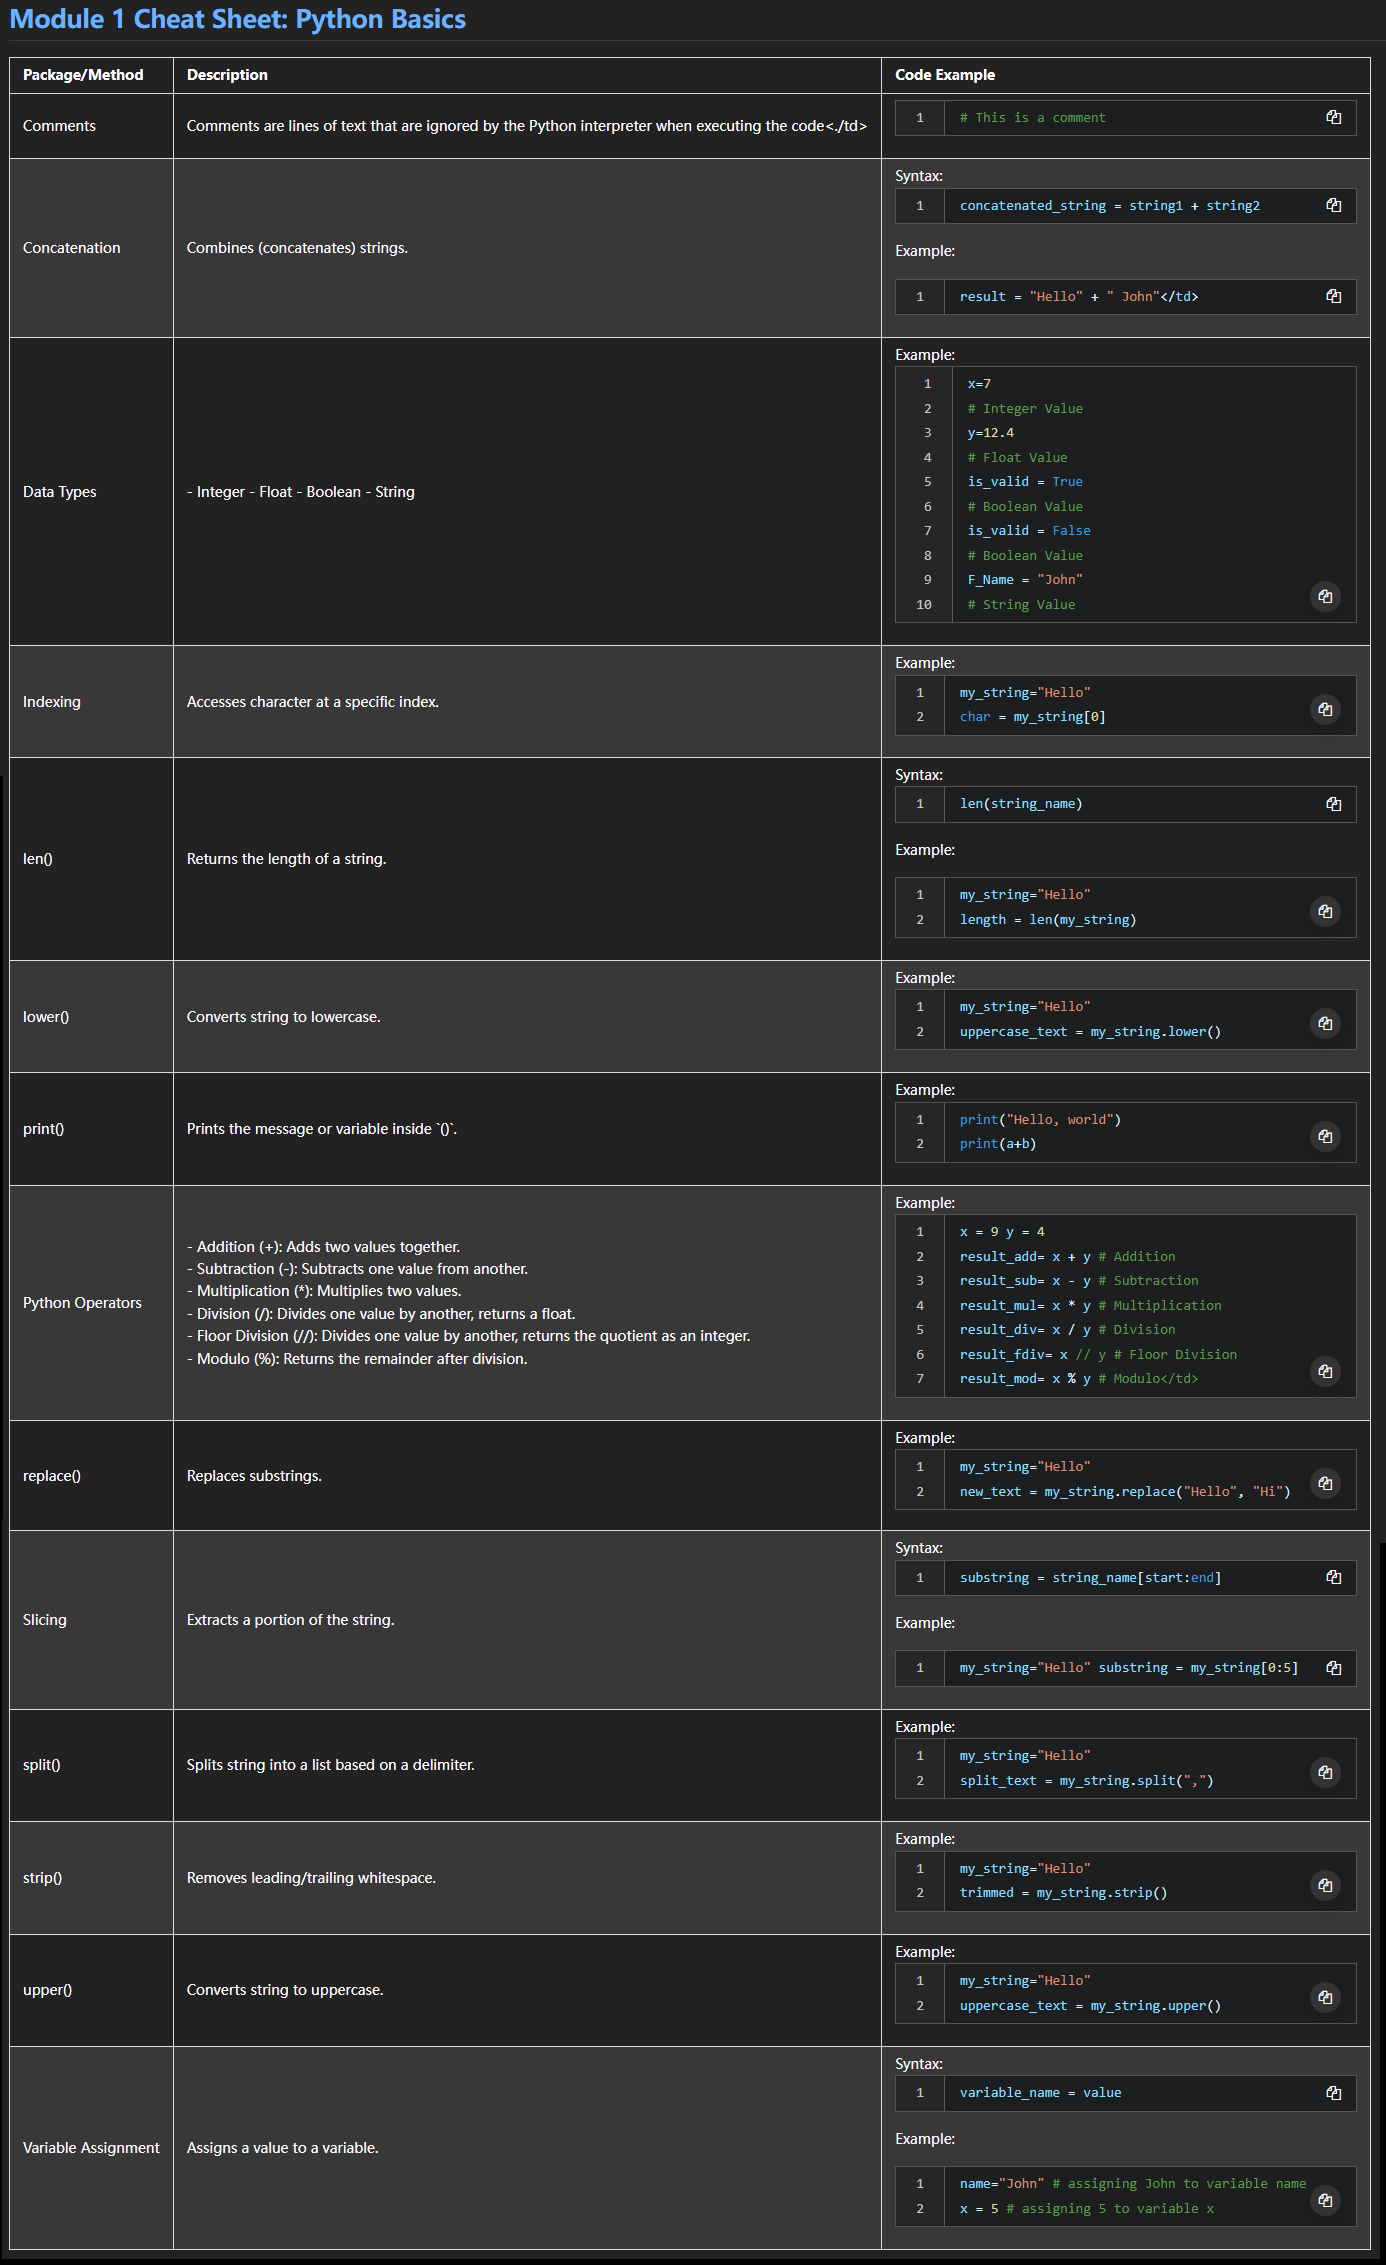 Module 1 Cheat Sheet: Python Basics
Package/Method
Description
Code Example
Comments
Comments are lines of text that are ignored by the Python interpreter when executing the code<./td>
1 # This is a comment
Concatenation
Combines (concatenates) strings.
Syntax:
1 concatenated_string = string1 + string2
Example:
1 result = "Hello" + " John"</td>
Data Types
- Integer - Float - Boolean - String
Example:
1 x=7
2 # Integer Value
3 y=12.4
4 # Float Value
5 is_valid = True
6 # Boolean Value
7 is_valid = False
8 # Boolean Value
9 F_Name = "John"
10 # String Value
Indexing
Accesses character at a specific index.
Example:
1 my_string="Hello"
2 char = my_string[0]
len()
Returns the length of a string.
Syntax:
1 len(string_name)
Example:
1 my_string="Hello"
2 length = len(my_string)
lower()
Converts string to lowercase.
Example:
1 my_string="Hello"
2 uppercase_text = my_string.lower()
print()
Prints the message or variable inside `()`.
Example:
1 print("Hello, world")
2 print(a+b)
Python Operators
- Addition (+): Adds two values together.
- Subtraction (-): Subtracts one value from another.
- Multiplication (*): Multiplies two values.
- Division (/): Divides one value by another, returns a float.
- Floor Division (//): Divides one value by another, returns the quotient as an integer.
- Modulo (%): Returns the remainder after division.
Example:
1 x = 9 y = 4
2 result_add= x + y # Addition
3 result_sub= x - y # Subtraction
4 result_mul= x * y # Multiplication
5 result_div= x / y # Division
6 result_fdiv= x // y # Floor Division
7 result_mod= x % y # Modulo</td>
replace()
Replaces substrings.
Example:
1 my_string="Hello"
2 new_text = my_string.replace("Hello", "Hi")
Slicing
Extracts a portion of the string.
Syntax:
1 substring = string_name[start:end]
Example:
1 my_string="Hello" substring = my_string[0:5]
split()
Splits string into a list based on a delimiter.
Example:
1 my_string="Hello"
2 split_text = my_string.split(",")
strip()
Removes leading/trailing whitespace.
Example:
1 my_string="Hello"
2 trimmed = my_string.strip()
upper()
Converts string to uppercase.
Example:
1 my_string="Hello"
2 uppercase_text = my_string.upper()
Variable Assignment
Assigns a value to a variable.
Syntax:
1 variable_name = value
Example:
1 name="John" # assigning John to variable name
2 x = 5 # assigning 5 to variable x